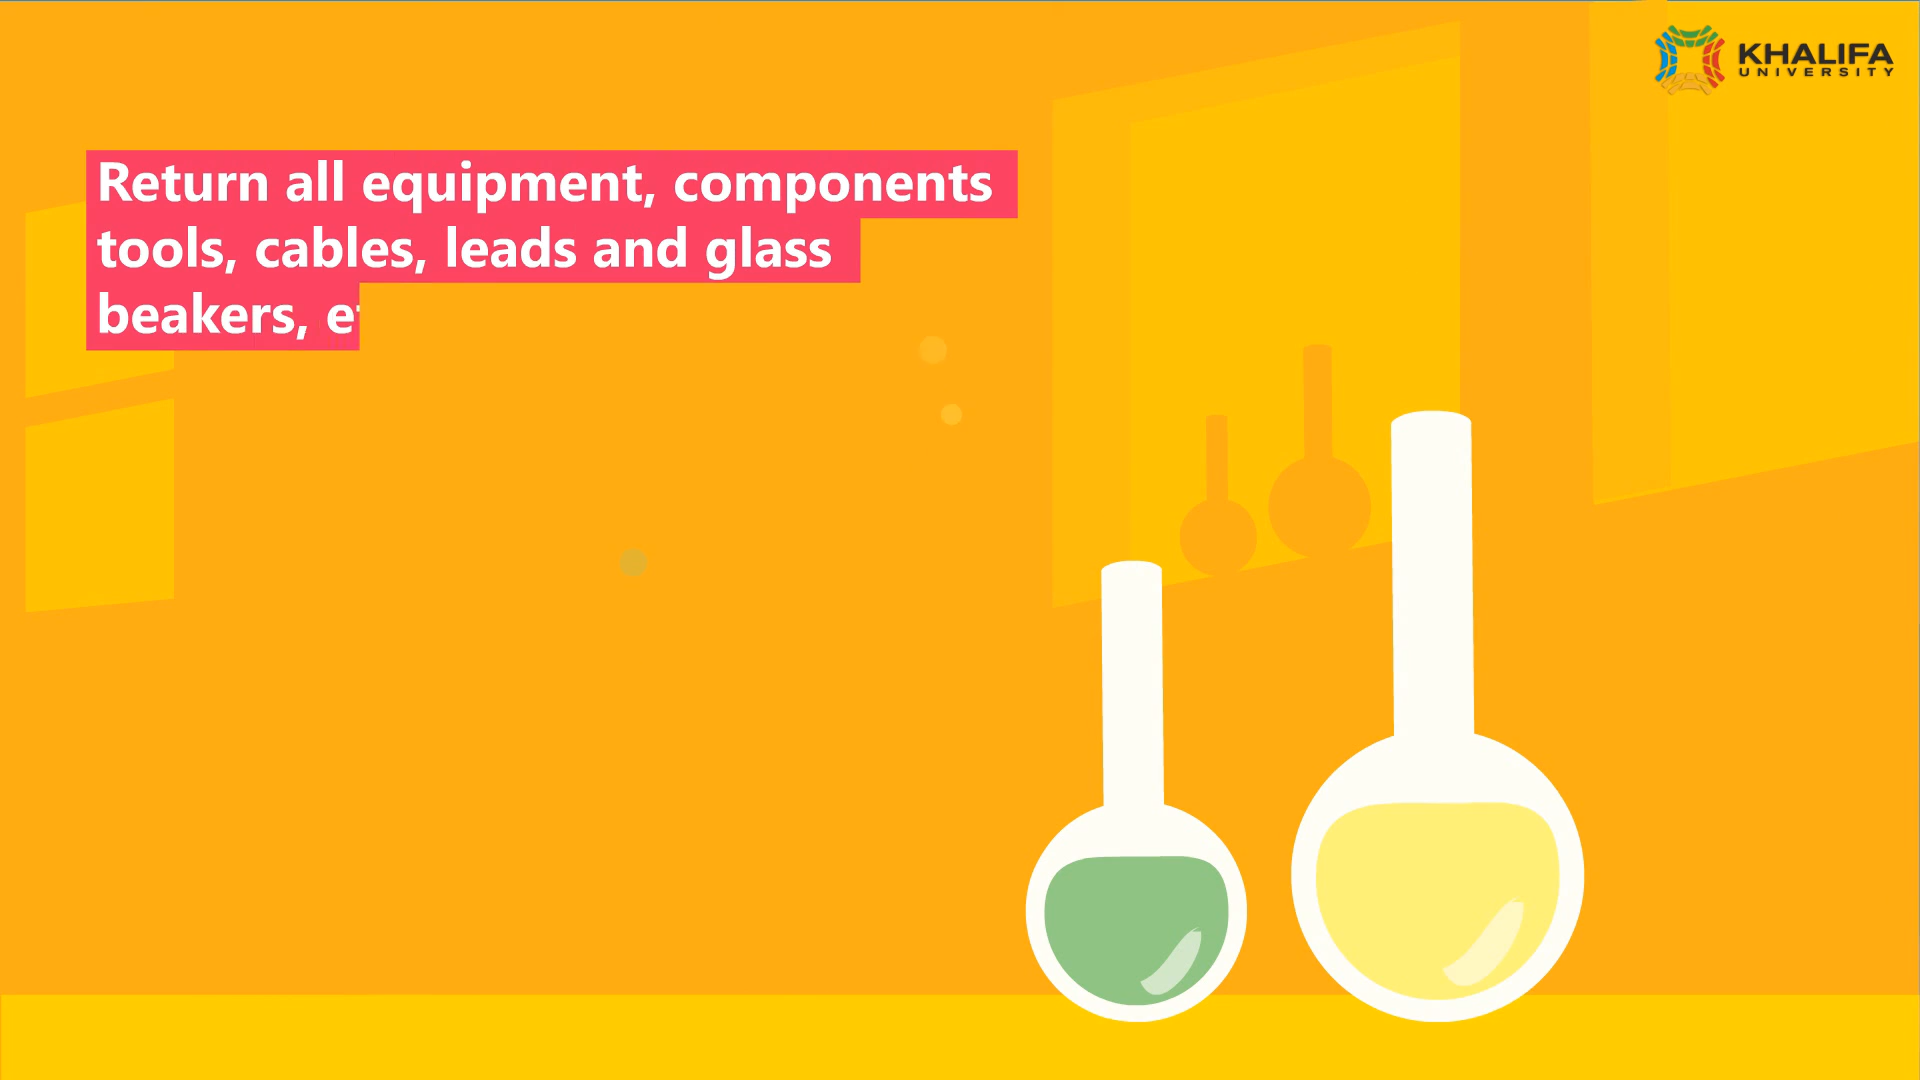 KHALIFA
UNIVERSITY
Return all equipment, components
tools, cables, leads and glass
beakers,